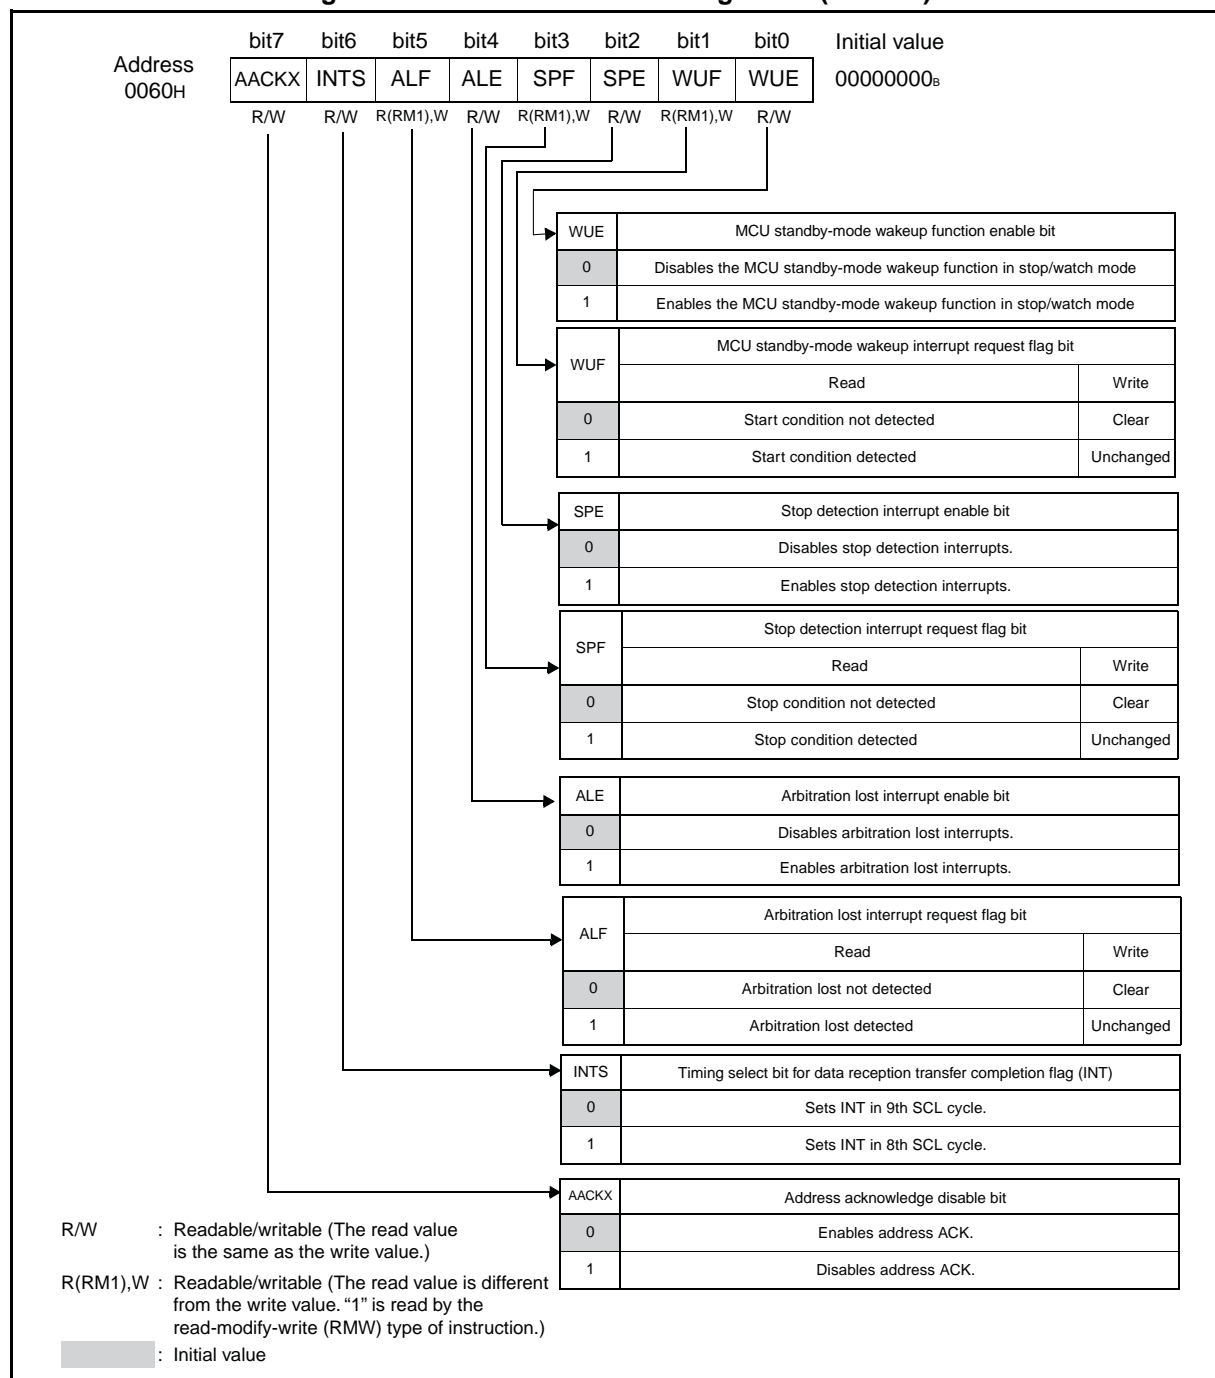 bit7 bit6 bit5 bit4 bit3 bit2 bit1 bit0 Initial value
Address
0060H
AACKX INTS ALF ALE SPF SPE WUF WUE 00000000B
R/W R/W R(RM1),W R/W R(RM1),W R/W R(RM1),W R/W
WUE MCU standby-mode wakeup function enable bit
0 Disables the MCU standby-mode wakeup function in stop/watch mode
1 Enables the MCU standby-mode wakeup function in stop/watch mode
WUF MCU standby-mode wakeup interrupt request flag bit
Read Write
0 Start condition not detected Clear
1 Start condition detected Unchanged
SPE Stop detection interrupt enable bit
0 Disables stop detection interrupts.
1 Enables stop detection interrupts.
SPF Stop detection interrupt request flag bit
Read Write
0 Stop condition not detected Clear
1 Stop condition detected Unchanged
ALE Arbitration lost interrupt enable bit
0 Disables arbitration lost interrupts.
1 Enables arbitration lost interrupts.
ALF Arbitration lost interrupt request flag bit
Read Write
0 Arbitration lost not detected Clear
1 Arbitration lost detected Unchanged
INTS Timing select bit for data reception transfer completion flag (INT)
0 Sets INT in 9th SCL cycle.
1 Sets INT in 8th SCL cycle.
AACKX Address acknowledge disable bit
0 Enables address ACK.
1 Disables address ACK.
R/W : Readable/writable (The read value
is the same as the write value.)
R(RM1),W : Readable/writable (The read value is different
from the write value. “1” is read by the
read-modify-write (RMW) type of instruction.)
: Initial value